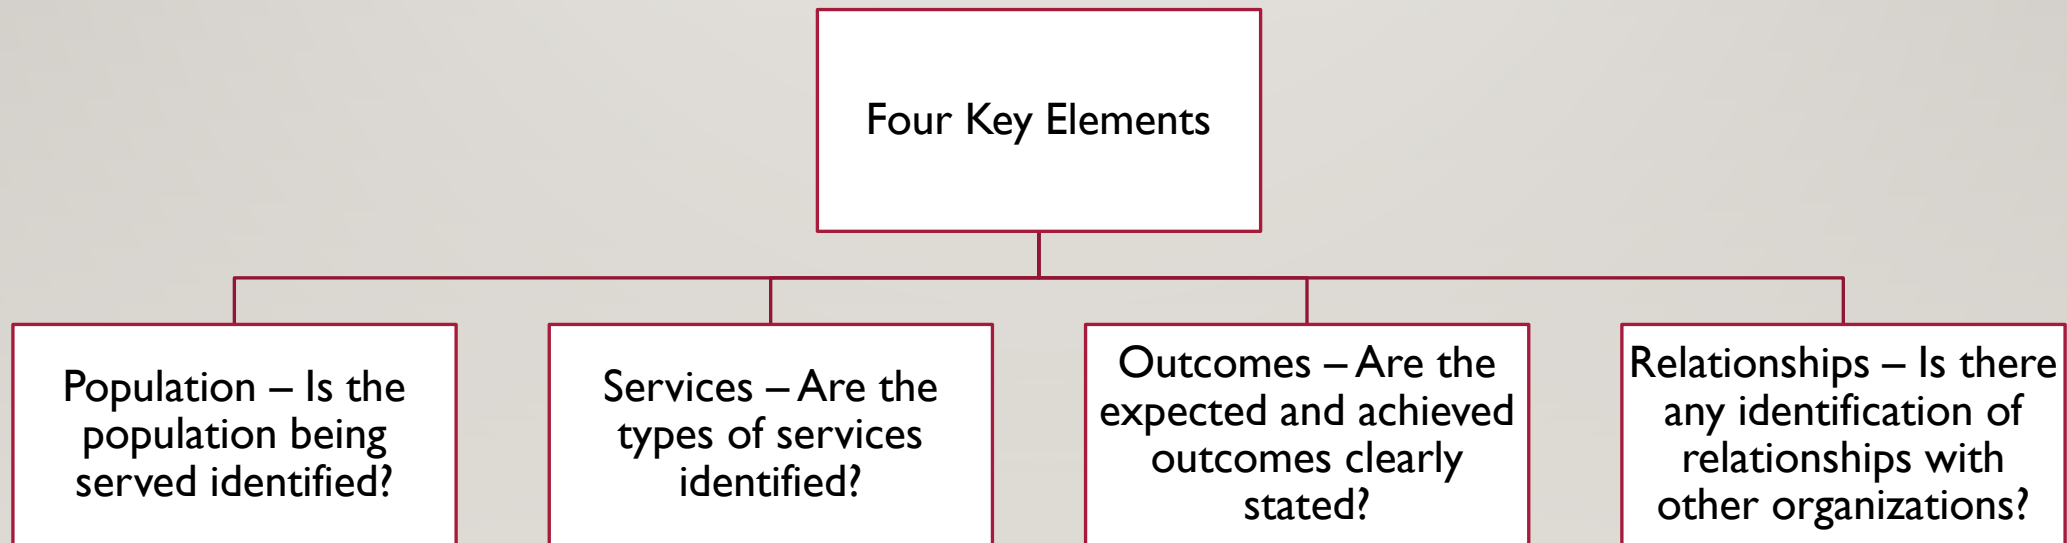 Four Key Elements
Population – Is the
population being
served identified?
Services – Are the
types of services
identified?
Outcomes – Are the
expected and achieved
outcomes clearly
stated?
Relationships – Is there
any identification of
relationships with
other organizations?